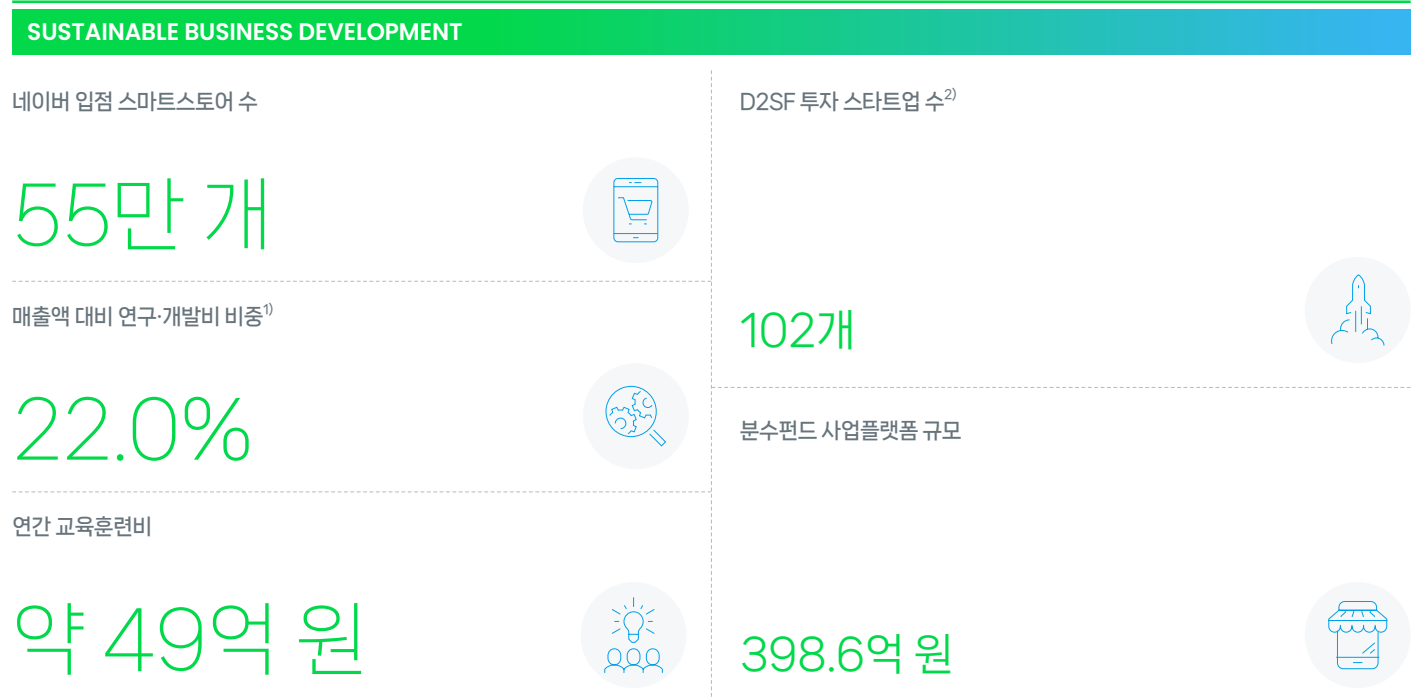 SUSTAINABLE BUSINESS DEVELOPMENT
네이버 입점 스마트스토어 수
55만 개
매출액 대비 연구·개발비 비중1)
22.0%
연간 교육훈련비
약 49억 원
D2SF 투자 스타트업 수2)
102개
분수펀드 사업플랫폼 규모
398.6억 원